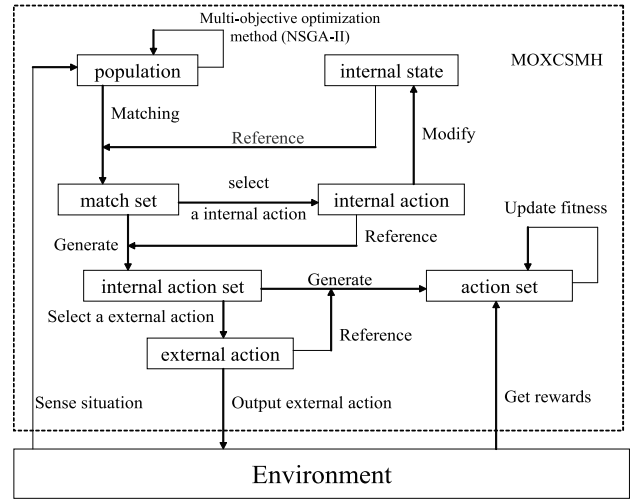 Multi-objective optimization
method (NSGA-II)
MOXCSMH
population
internal state
Matching
Reference
Modify
select
match set
a internal action
internal action
Update fitness
Generate
Reference
internal action set
Generate
action set
Select a external action
Reference
external action
Sense situation
Output external action
Get rewards
Environment